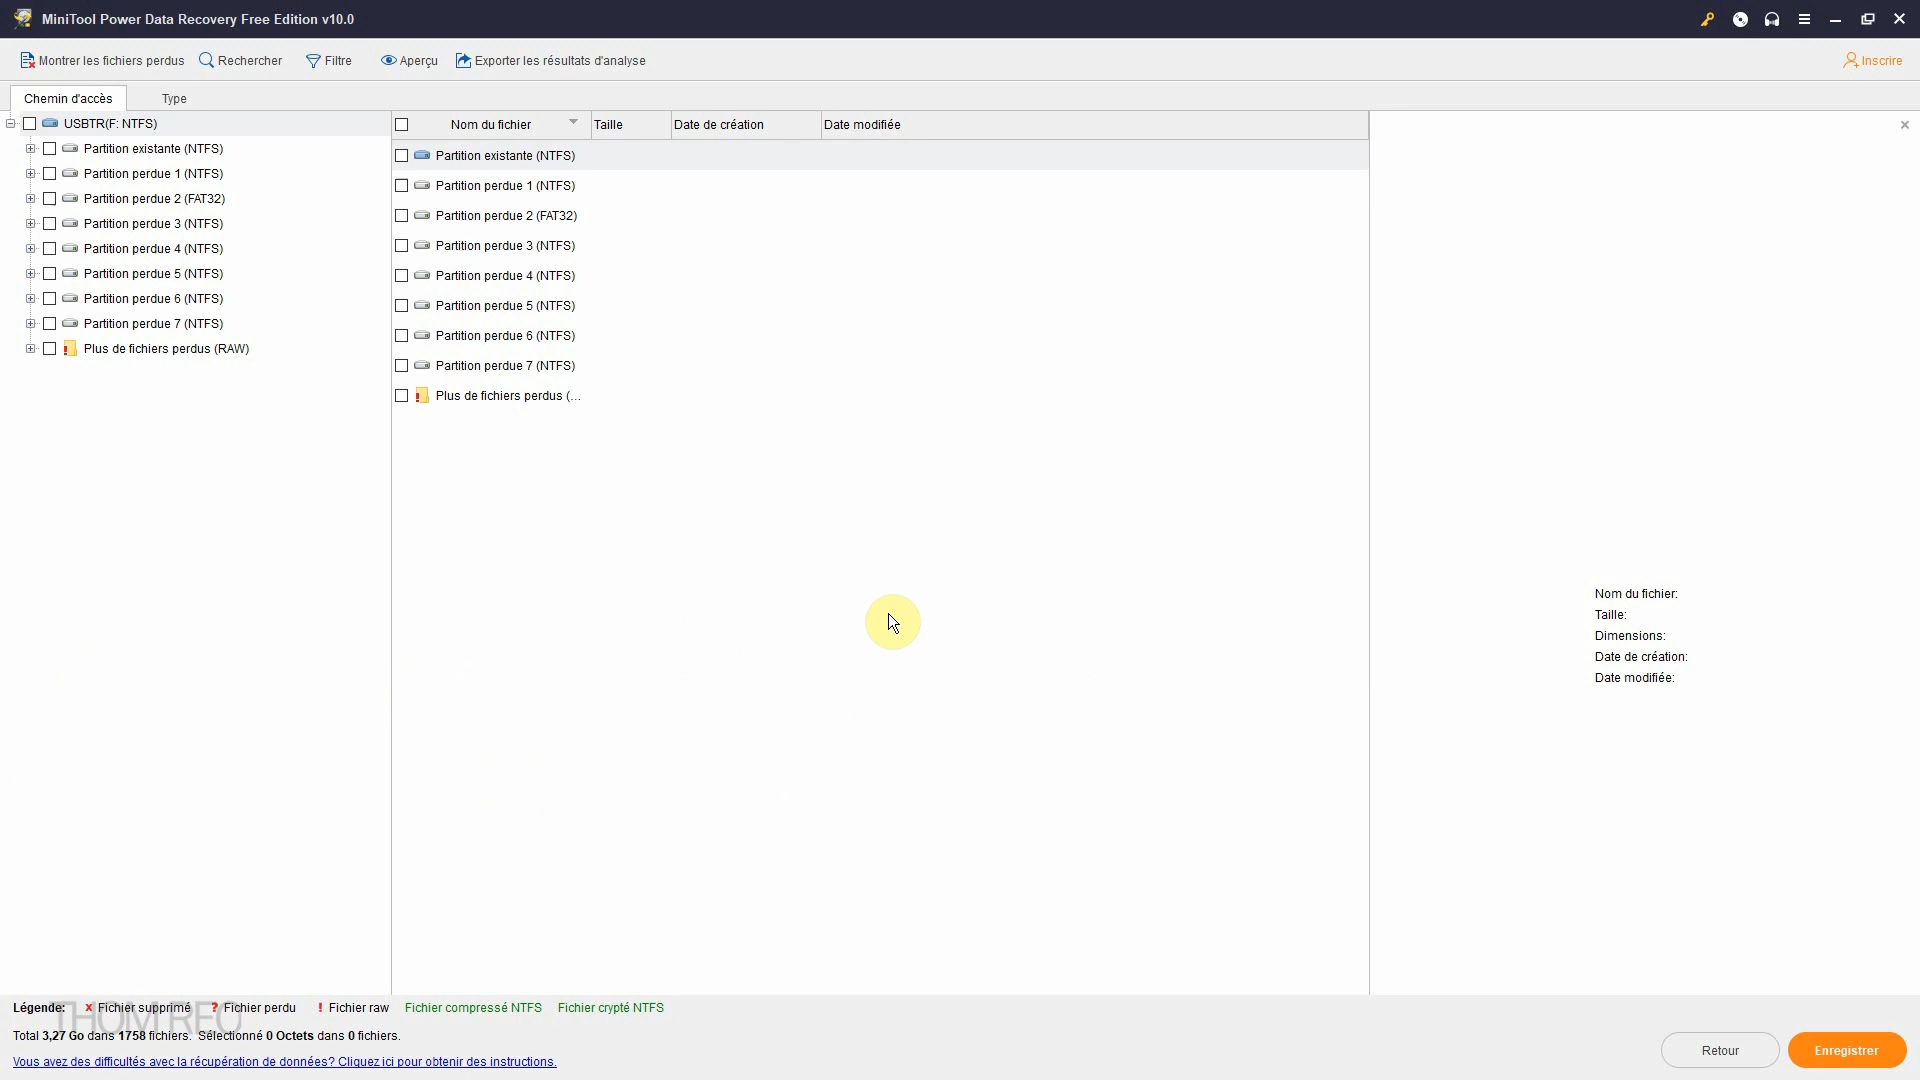 MiniTool Power Data Recovery Free Edition v10.0
Montrer les fichiers perdus Rechercher Filtre Aperçu Exporter les résultats d'analyse Inscrire
Chemin d'accès Type
USBTR(F: NTFS)
Partition existante (NTFS)
Partition perdue 1 (NTFS)
Partition perdue 2 (FAT32)
Partition perdue 3 (NTFS)
Partition perdue 4 (NTFS)
Partition perdue 5 (NTFS)
Partition perdue 6 (NTFS)
Partition perdue 7 (NTFS)
Plus de fichiers perdus (RAW)
Nom du fichier Taille Date de création Date modifiée
Partition existante (NTFS)
Partition perdue 1 (NTFS)
Partition perdue 2 (FAT32)
Partition perdue 3 (NTFS)
Partition perdue 4 (NTFS)
Partition perdue 5 (NTFS)
Partition perdue 6 (NTFS)
Partition perdue 7 (NTFS)
Plus de fichiers perdus (...
Nom du fichier:
Taille:
Dimensions:
Date de création:
Date modifiée:
Légende: x Fichier supprimé ? Fichier perdu ! Fichier raw Fichier compressé NTFS Fichier crypté NTFS
THOM REO
Total 3,27 Go dans 1758 fichiers. Sélectionné 0 Octets dans 0 fichiers.
Vous avez des difficultés avec la récupération de données? Cliquez ici pour obtenir des instructions.
Retour Enregistrer